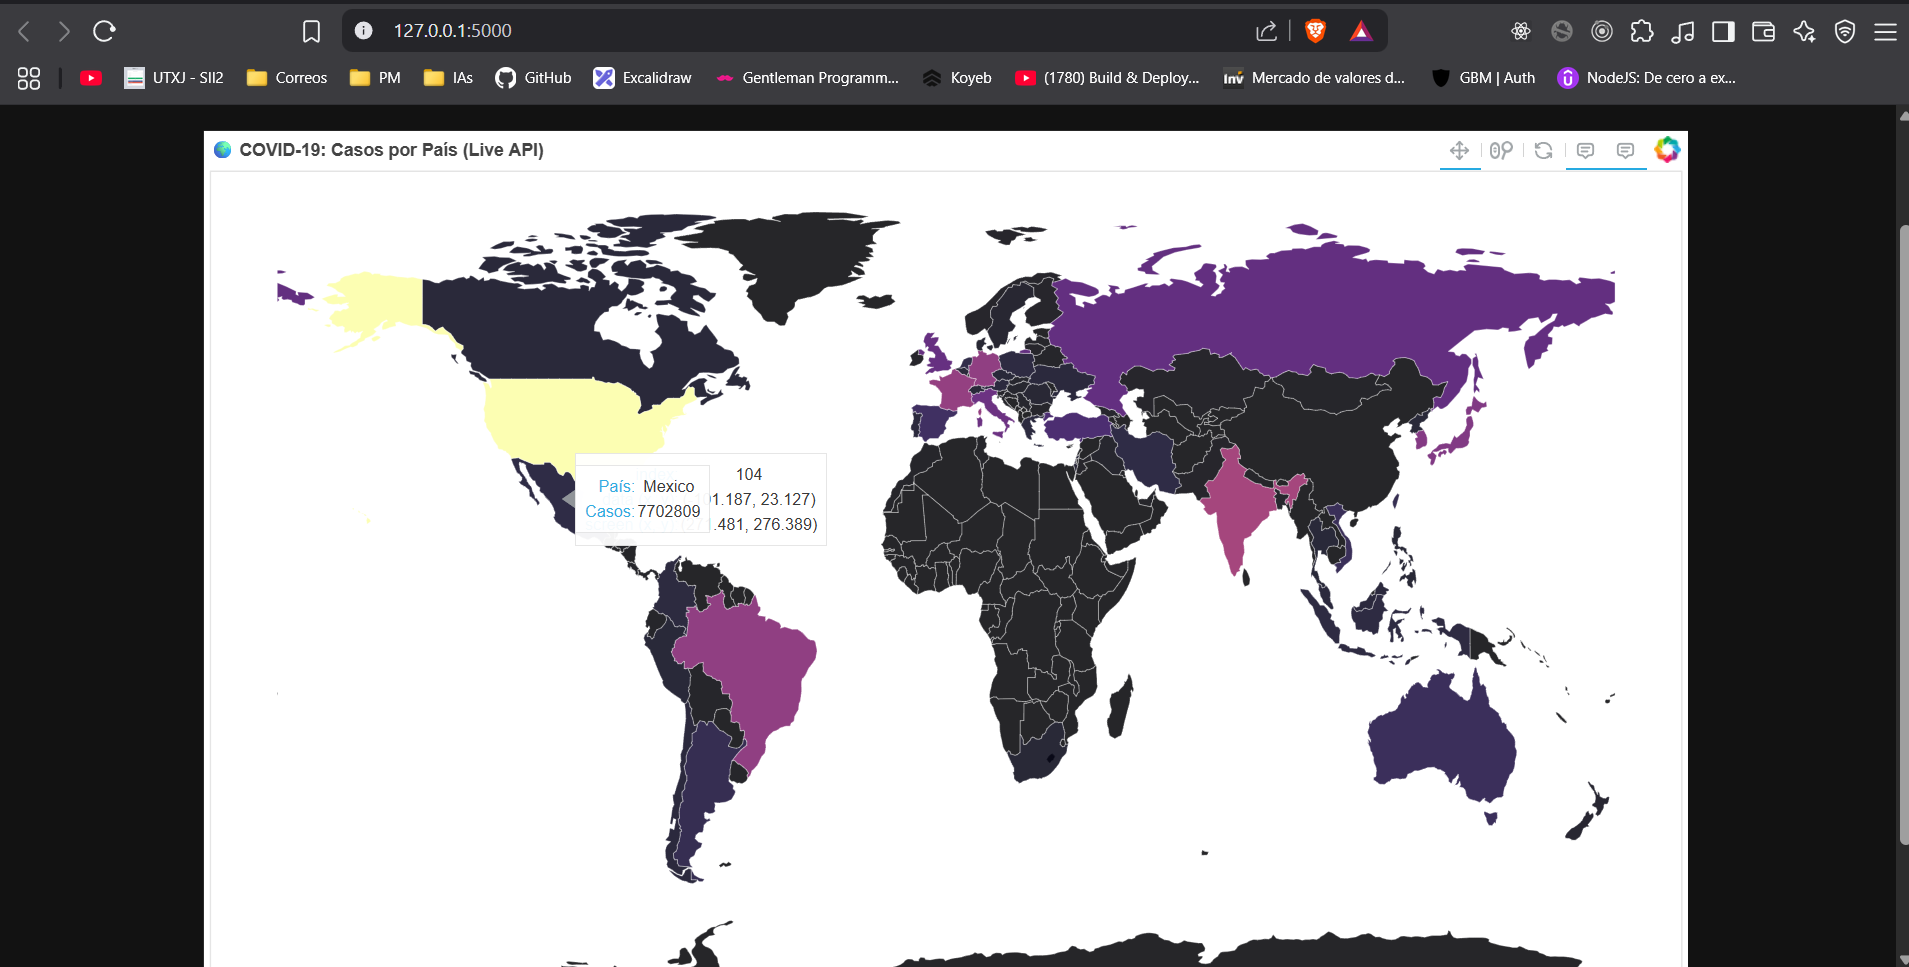 127.0.0.1:5000
UTXJ - SII2
Correos
PM
IAs
GitHub
Excalidraw
Gentleman Programm...
Koyeb
(1780) Build & Deploy...
Inv
Mercado de valores d...
GBM | Auth
NodeJS: De cero a ex...
COVID-19: Casos por País (Live API)
104
País: Mexico
1.187, 23.127)
Casos: 7702809
.481, 276.389)